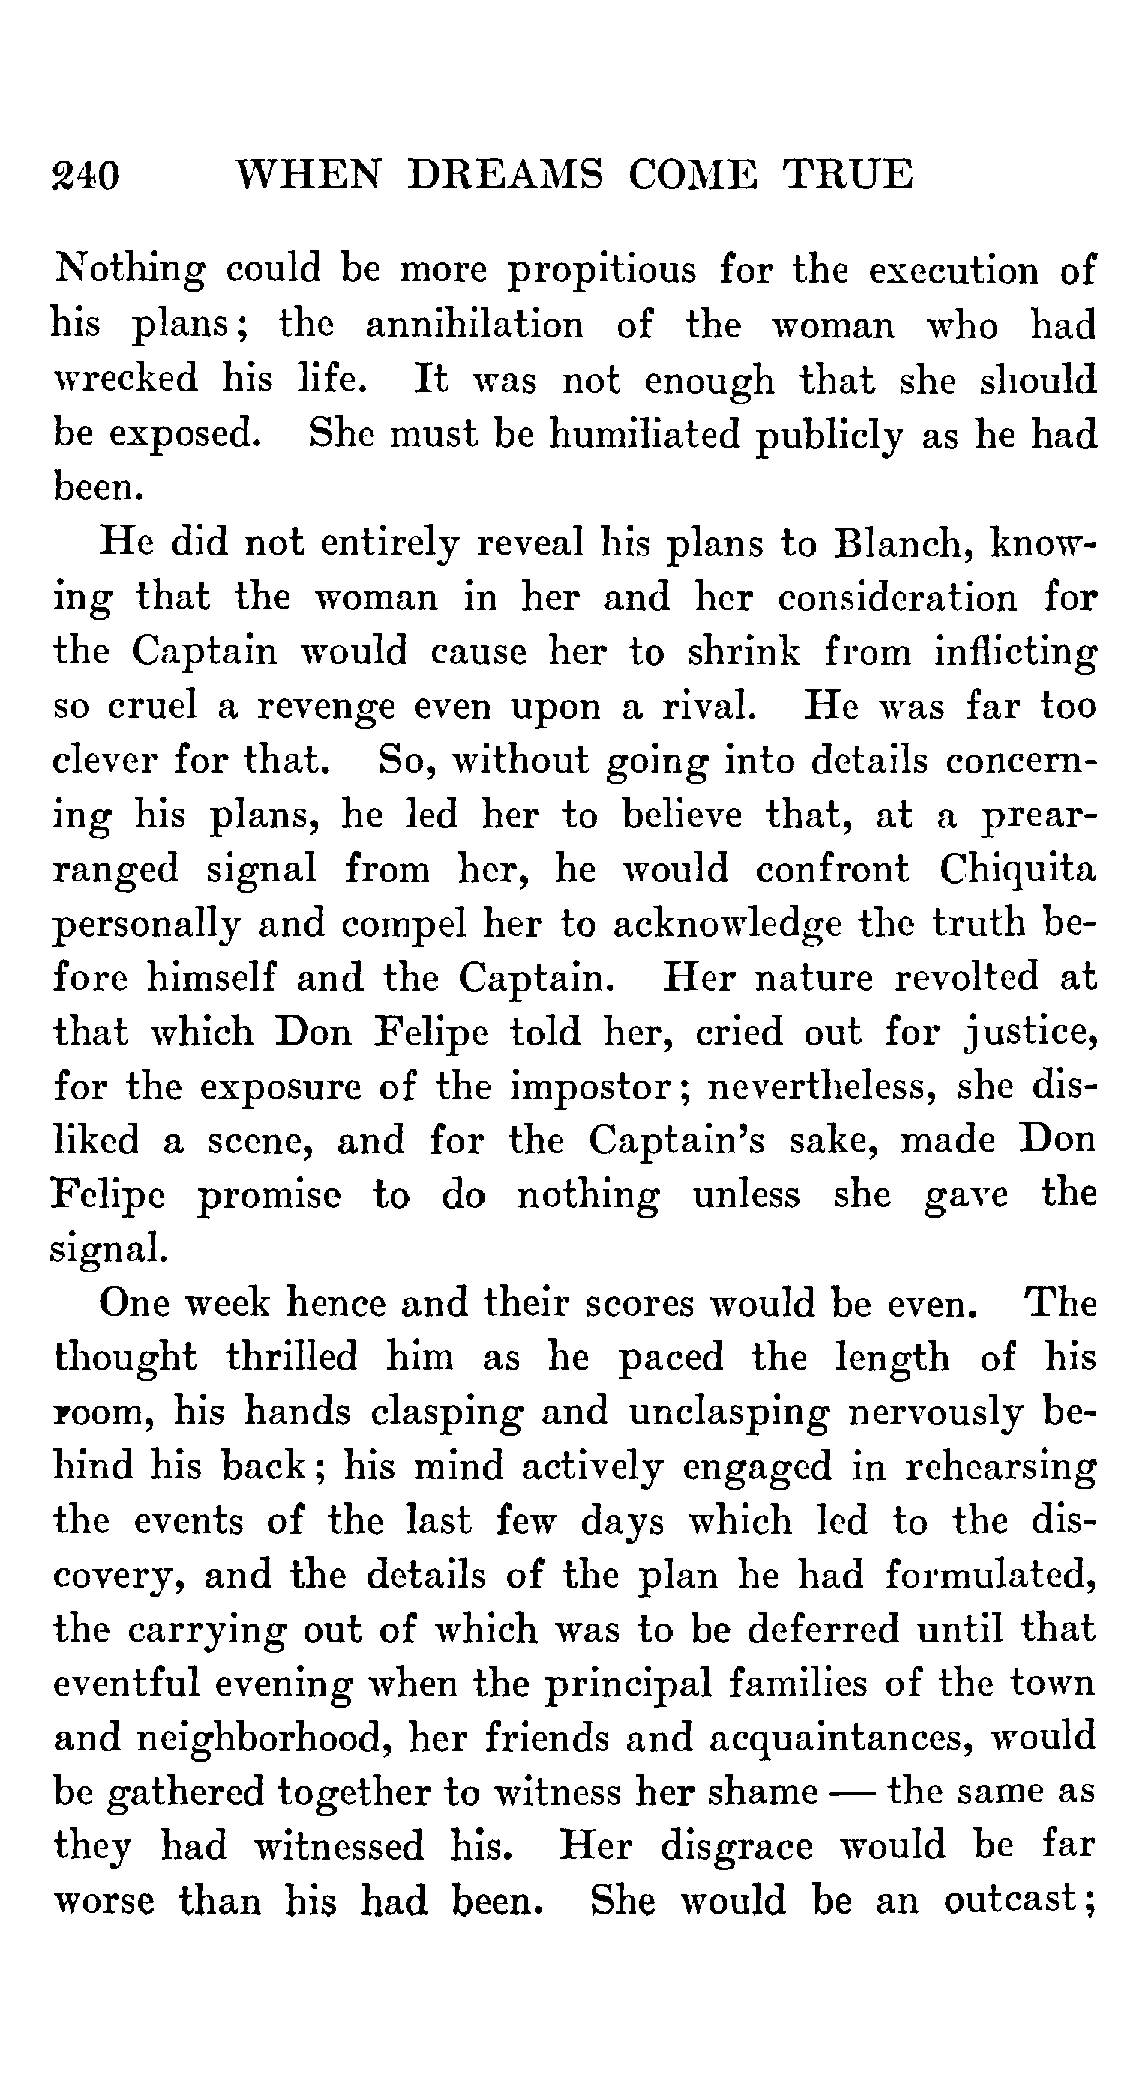 240 WHEN DREAMS COME TRUE
Nothing could be more propitious for the execution of
his plans; the annihilation of the woman who had
wrecked his life. It was not enough that she should
be exposed. She must be humiliated publicly as he had
been.
He did not entirely reveal his plans to Blanch, know-
ing that the woman in her and her consideration for
the Captain would cause her to shrink from inflicting
so cruel a revenge even upon a rival. He was far too
clever for that. So, without going into details concern-
ing his plans, he led her to believe that, at a prear-
ranged signal from her, he would confront Chiquita
personally and compel her to acknowledge the truth be-
fore himself and the Captain. Her nature revolted at
that which Don Felipe told her, cried out for justice,
for the exposure of the impostor; nevertheless, she dis-
liked a scene, and for the Captain's sake, made Don
Felipe promise to do nothing unless she gave the
signal.
One week hence and their scores would be even. The
thought thrilled him as he paced the length of his
room, his hands clasping and unclasping nervously be-
hind his back; his mind actively engaged in rehearsing
the events of the last few days which led to the dis-
covery, and the details of the plan he had formulated,
the carrying out of which was to be deferred until that
eventful evening when the principal families of the town
and neighborhood, her friends and acquaintances, would
be gathered together to witness her shame — the same as
they had witnessed his. Her disgrace would be far
worse than his had been. She would be an outcast;